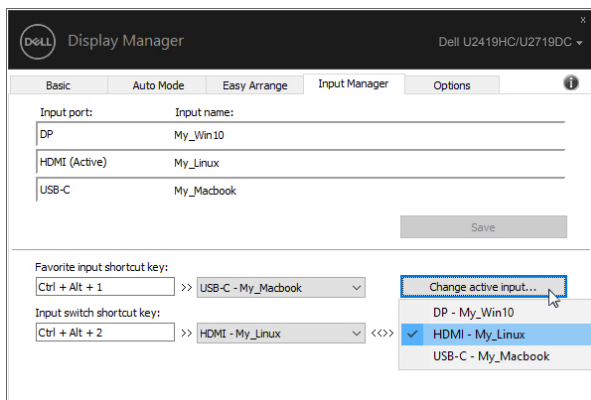 x
DELL Display Manager Dell U2419HC/U2719DC
Basic Auto Mode Easy Arrange Input Manager Options i
Input port: Input name:
DP My_Win10
HDMI (Active) My_Linux
USB-C My_Macbook
Save
Favorite input shortcut key:
Ctrl + Alt + 1 >> USB-C - My_Macbook Change active input...
Input switch shortcut key:
DP - My_Win10
Ctrl + Alt + 2 >> HDMI - My_Linux <<>> ✓ HDMI - My_Linux
USB-C - My_Macbook